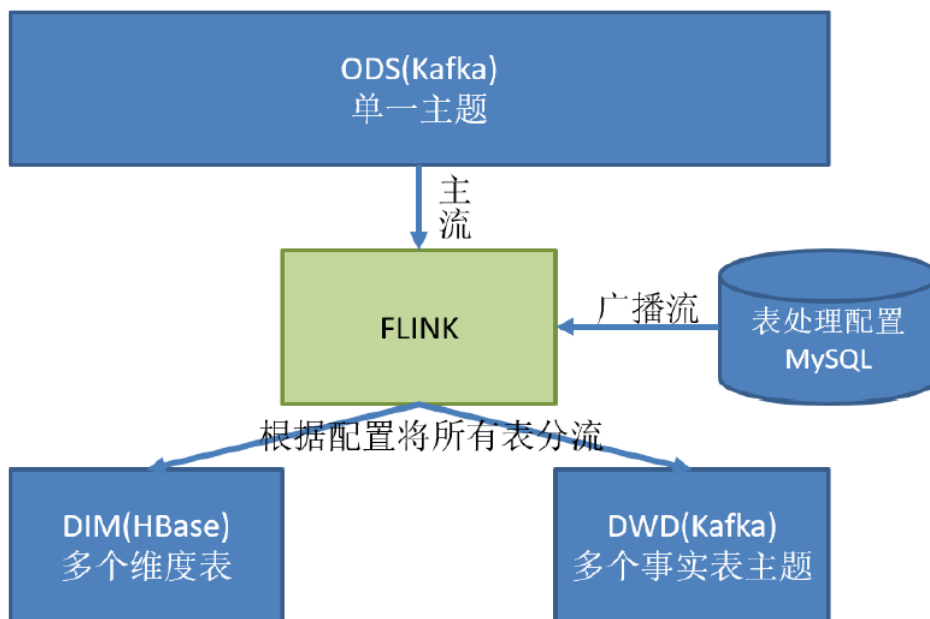 ODS(Kafka)
单一主题
主
流
FLINK
广播流
表处理配置
MySQL
根据配置将所有表分流
DIM(HBase)
多个维度表
DWD(Kafka)
多个事实表主题